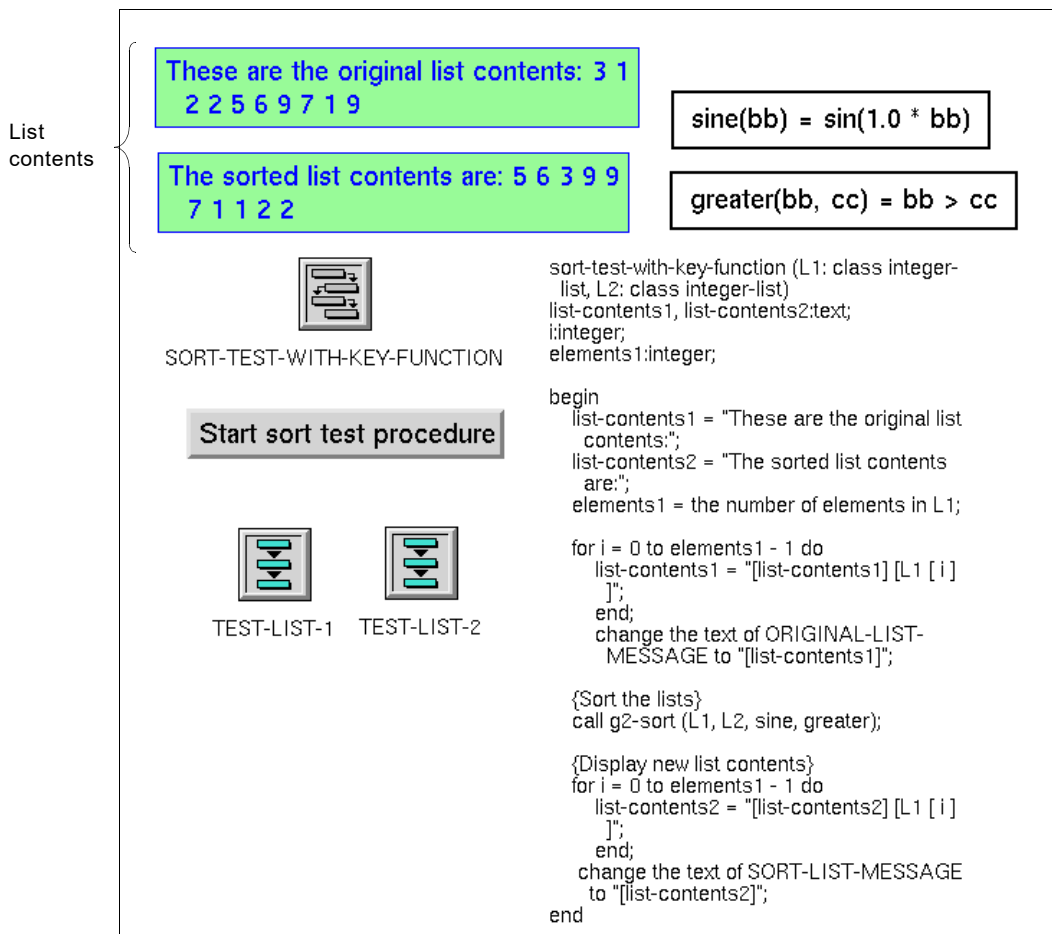 List
contents
These are the original list contents: 3 1
2 2 5 6 9 7 1 9
The sorted list contents are: 5 6 3 9 9
7 1 1 2 2
sine(bb) = sin(1.0 * bb)
greater(bb, cc) = bb > cc
SORT-TEST-WITH-KEY-FUNCTION
Start sort test procedure
TEST-LIST-1
TEST-LIST-2
sort-test-with-key-function (L1: class integer-
list, L2: class integer-list)
list-contents1, list-contents2:text;
i:integer;
elements1:integer;
begin
list-contents1 = "These are the original list
contents:";
list-contents2 = "The sorted list contents
are:";
elements1 = the number of elements in L1;
for i = 0 to elements1 - 1 do
list-contents1 = "[list-contents1] [L1 [ i ]
]";
end;
change the text of ORIGINAL-LIST-
MESSAGE to "[list-contents1]";
{Sort the lists}
call g2-sort (L1, L2, sine, greater);
{Display new list contents}
for i = 0 to elements1 - 1 do
list-contents2 = "[list-contents2] [L1 [ i ]
]";
end;
change the text of SORT-LIST-MESSAGE
to "[list-contents2]";
end